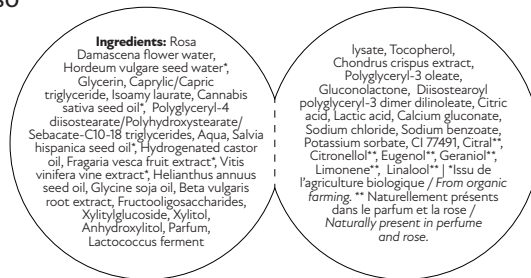 Ingredients: Rosa
Damascena flower water,
Hordeum vulgare seed water*,
Glycerin, Caprylic/Capric
triglyceride, Isoamy laurate, Cannabis
sativa seed oil*, Polyglyceryl-4
diisostearate/Polyhydroxystearate/
Sebacate-C10-18 triglycerides, Aqua, Salvia
hispanica seed oil*, Hydrogenated castor
oil, Fragaria vesca fruit extract*, Vitis
vinifera vine extract*, Helianthus annuus
seed oil, Glycine soja oil, Beta vulgaris
root extract, Fructooligosaccharides,
Xylitylglucoside, Xylitol,
Anhydroxylitol, Parfum,
Lactococcus ferment
lysate, Tocopherol,
Chondrus crispus extract,
Polyglyceryl-3 oleate,
Gluconolactone, Diisostearoyl
polyglyceryl-3 dimer dilinoleate, Citric
acid, Lactic acid, Calcium gluconate,
Sodium chloride, Sodium benzoate,
Potassium sorbate, CI 77491, Citral**,
Citronellol**, Eugenol**, Geraniol**,
Limonene**, Linalool** | *Issu de
l'agriculture biologique / From organic
farming. ** Naturellement présents
dans le parfum et la rose /
Naturally present in perfume
and rose.